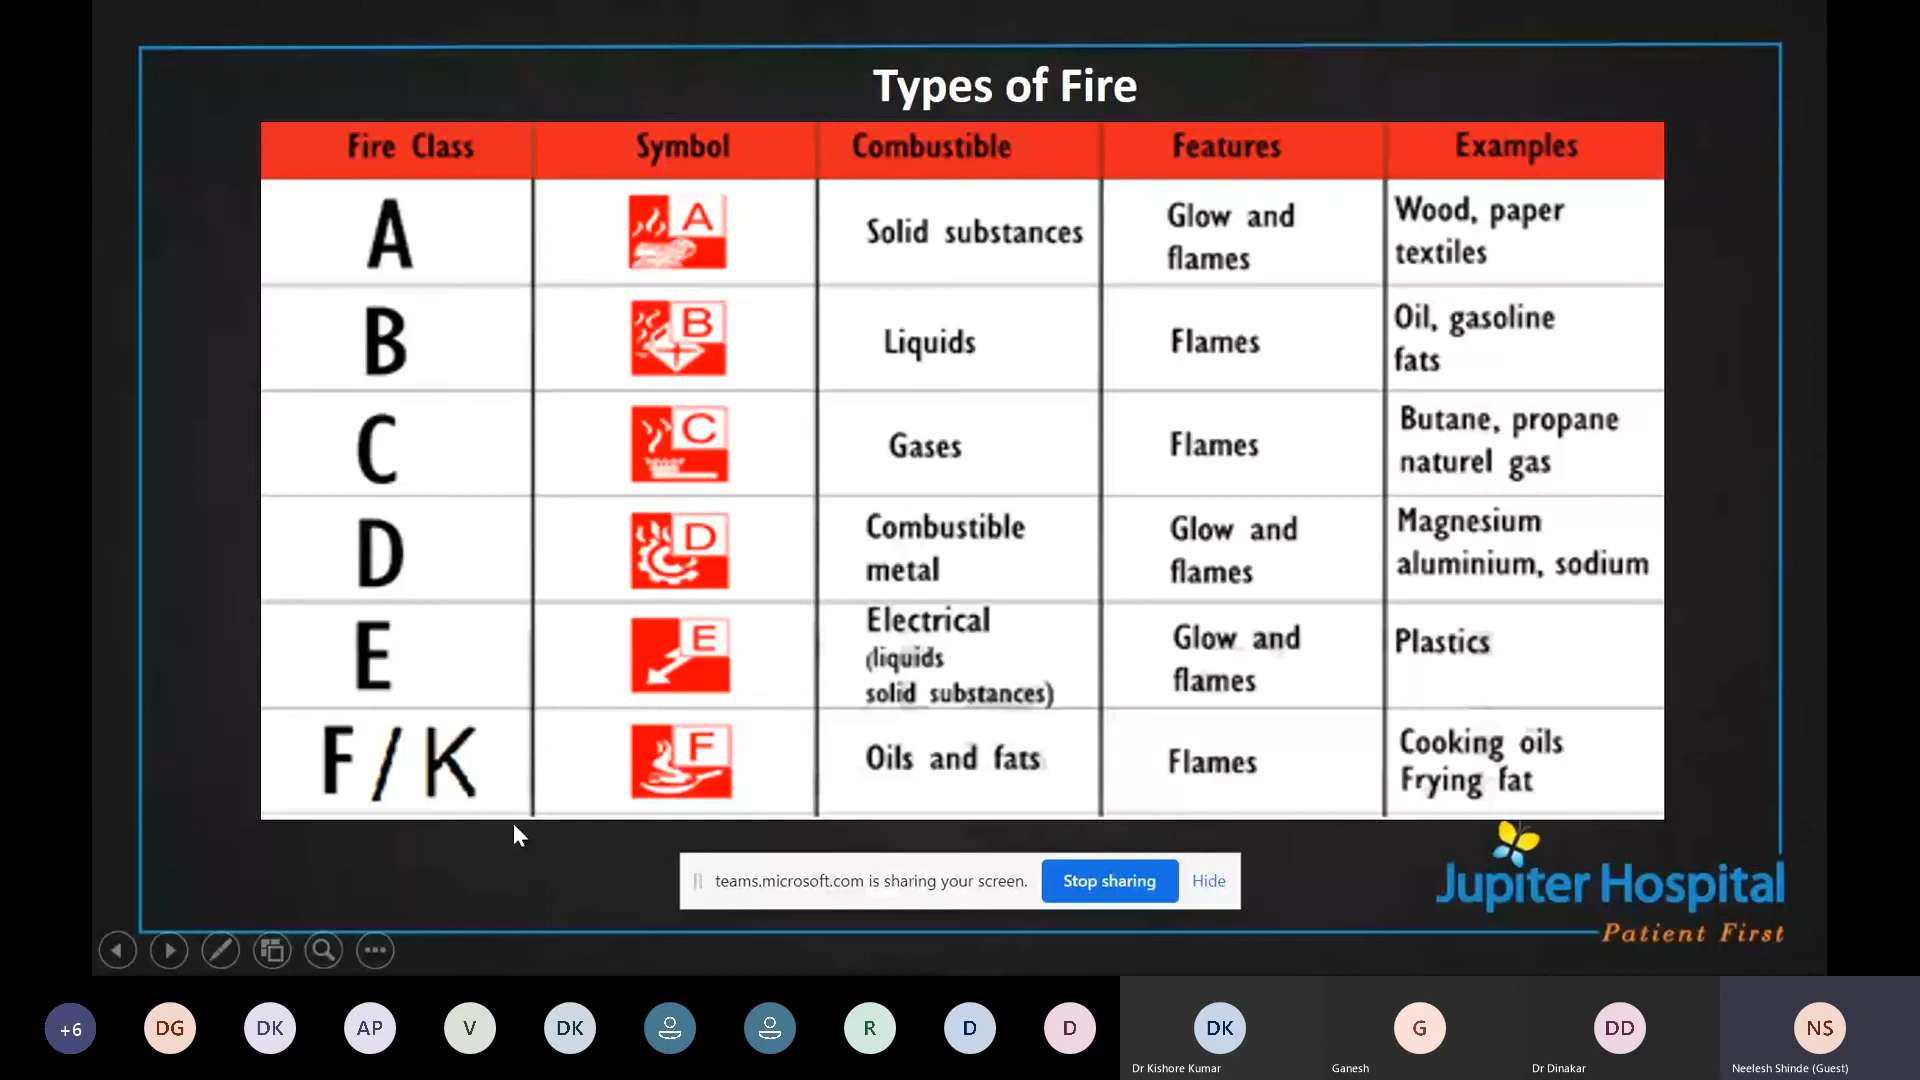 Types of Fire
Fire Class Symbol Combustible Features Examples
A A Solid substances Glow and flames Wood, paper textiles
B B Liquids Flames Oil, gasoline fats
C C Gases Flames Butane, propane naturel gas
D D Combustible metal Glow and flames Magnesium aluminium, sodium
E E Electrical (liquids solid substances) Glow and flames Plastics
F / K F Oils and fats Flames Cooking oils Frying fat
teams.microsoft.com is sharing your screen. Stop sharing Hide
Jupiter Hospital
Patient First
+6 DG DK AP V DK R D D DK G DD NS
Dr Kishore Kumar Ganesh Dr Dinakar Neelesh Shinde (Guest)